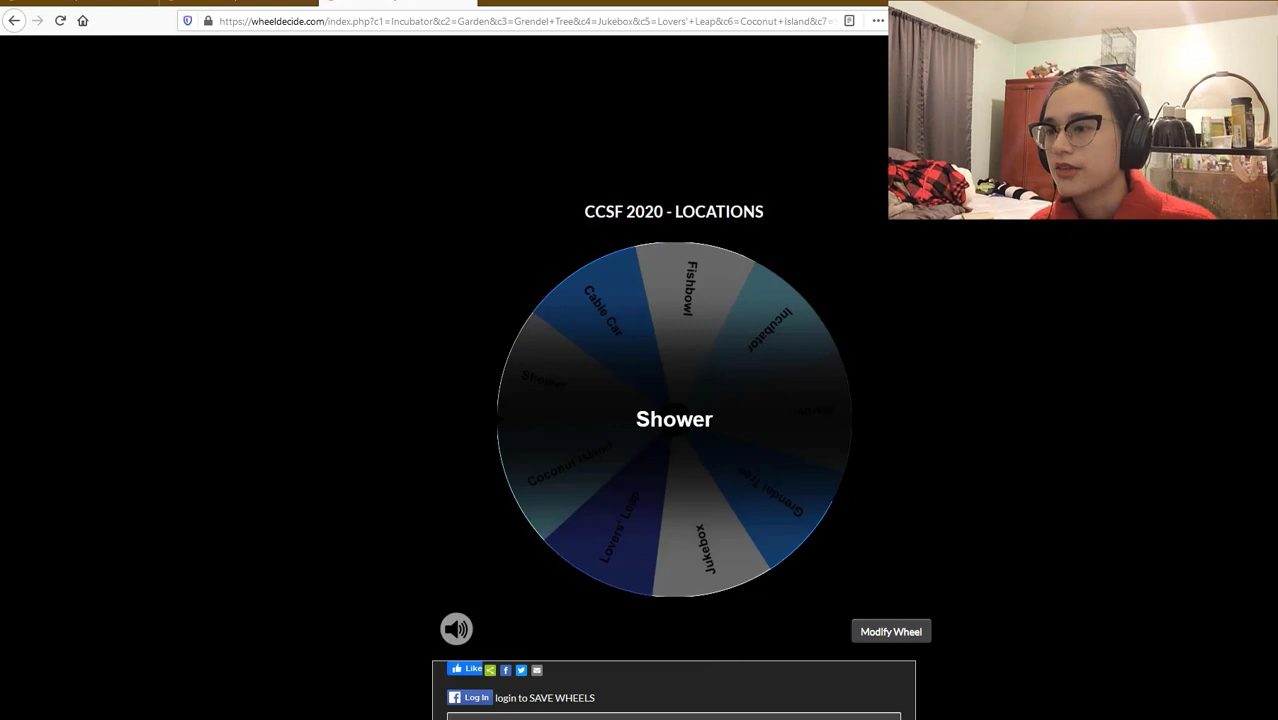 https://wheeldecide.com/index.php?c1=Incubator&c2=Garden&c3=Grendel+Tree&c4=Jukebox&c5=Lovers'+Leap&c6=Coconut+Island&c7=
CCSF 2020 - LOCATIONS
Fishbowl
Cable Car
Incubator
Shower
Shower
Coconut Island
Grendel Tree
Lovers' Leap
Jukebox
Modify Wheel
Like
Log In login to SAVE WHEELS